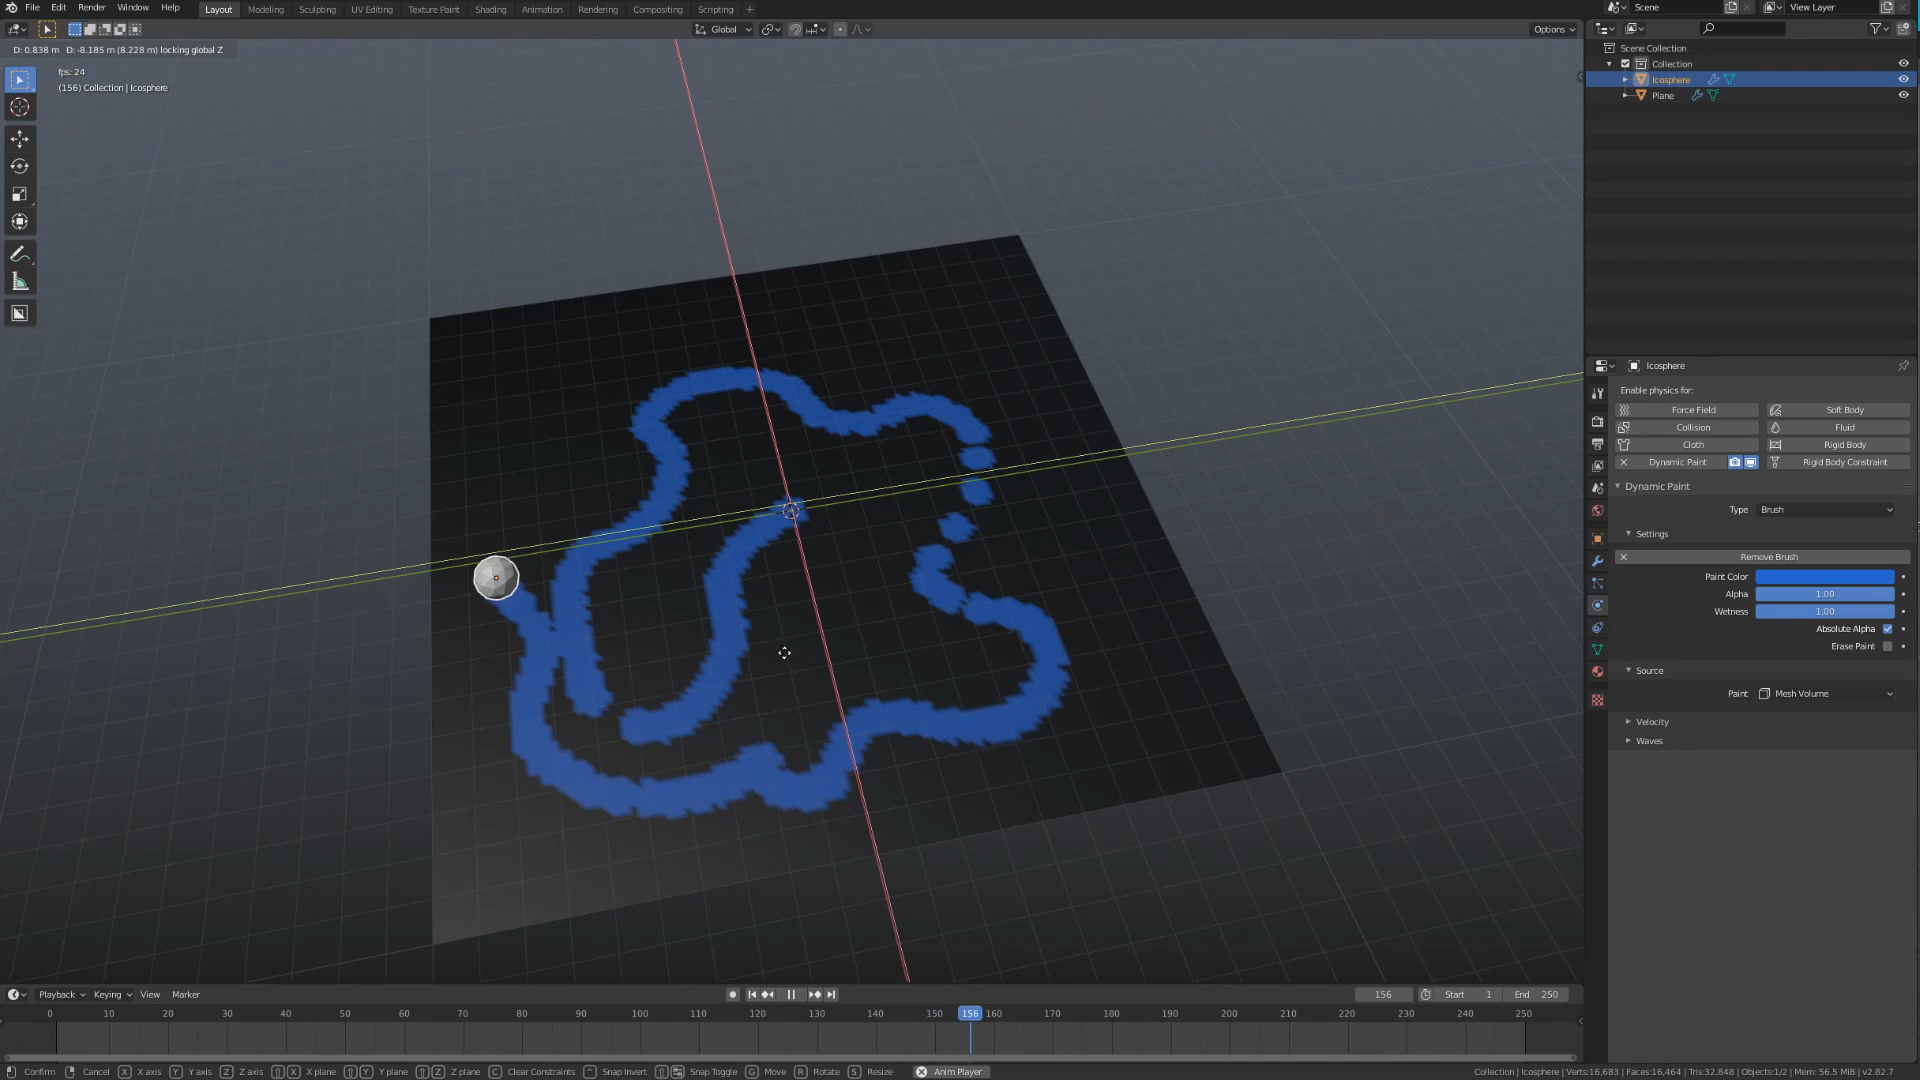 File Edit Render Window Help Layout Modeling Sculpting UV Editing Texture Paint Shading Animation Rendering Compositing Scripting + Scene View Layer
Global Options
D: 0.838 m D: -8.185 m (8.228 m) locking global Z
fps: 24
(156) Collection | Icosphere
Scene Collection
Collection
Icosphere
Plane
Icosphere
Enable physics for:
Force Field Soft Body
Collision Fluid
Cloth Rigid Body
Dynamic Paint Rigid Body Constraint
Dynamic Paint
Type Brush
Settings
Remove Brush
Paint Color
Alpha 1.00
Wetness 1.00
Absolute Alpha
Erase Paint
Source
Paint Mesh Volume
Velocity
Waves
Playback Keying View Marker 156 Start 1 End 250
0 10 20 30 40 50 60 70 80 90 100 110 120 130 140 150 156 160 170 180 190 200 210 220 230 240 250
Confirm Cancel X X axis Y Y axis Z Z axis X X plane Y Y plane Z Z plane C Clear Constraints Snap Invert Snap Toggle G Move R Rotate S Resize Anim Player Collection | Icosphere | Verts:16,683 | Faces:16,464 | Tris:32,848 | Objects:1/2 | Mem: 56.5 MiB | v2.82.7